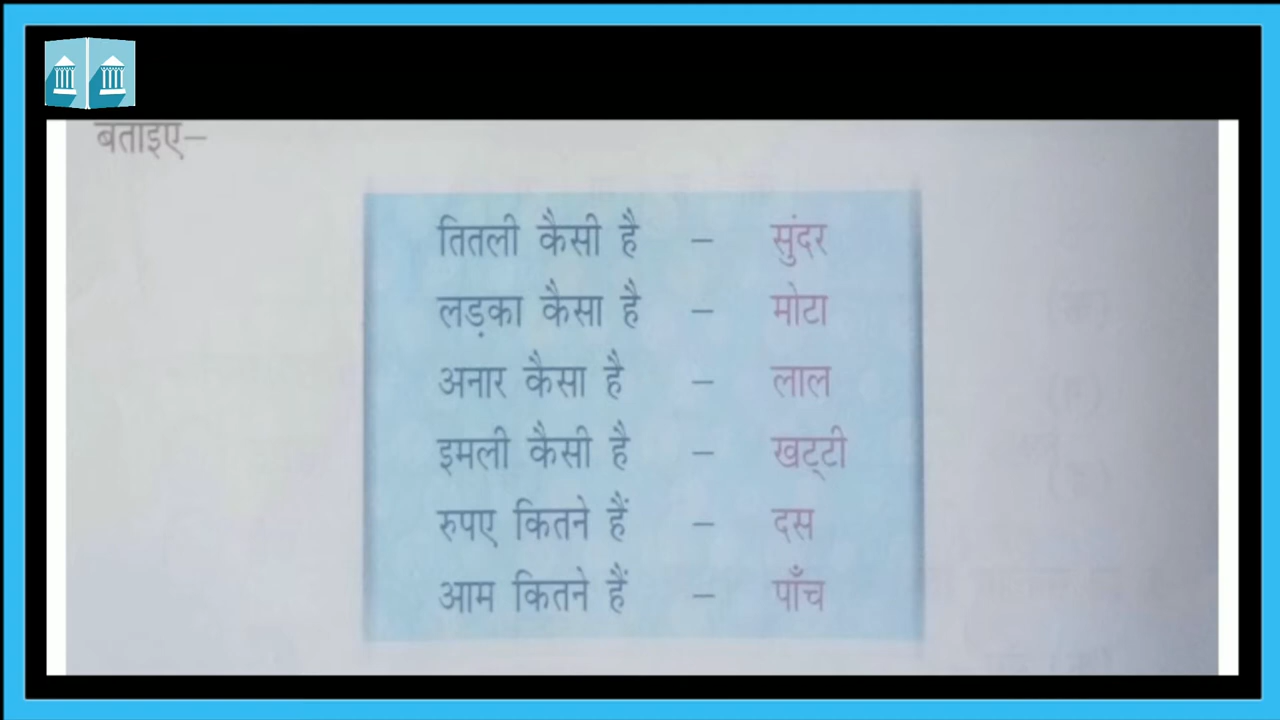 बताइए–
तितली कैसी है – सुंदर
लड़का कैसा है – मोटा
अनार कैसा है – लाल
इमली कैसी है – खट्‌टी
रुपए कितने हैं – दस
आम कितने हैं – पाँच